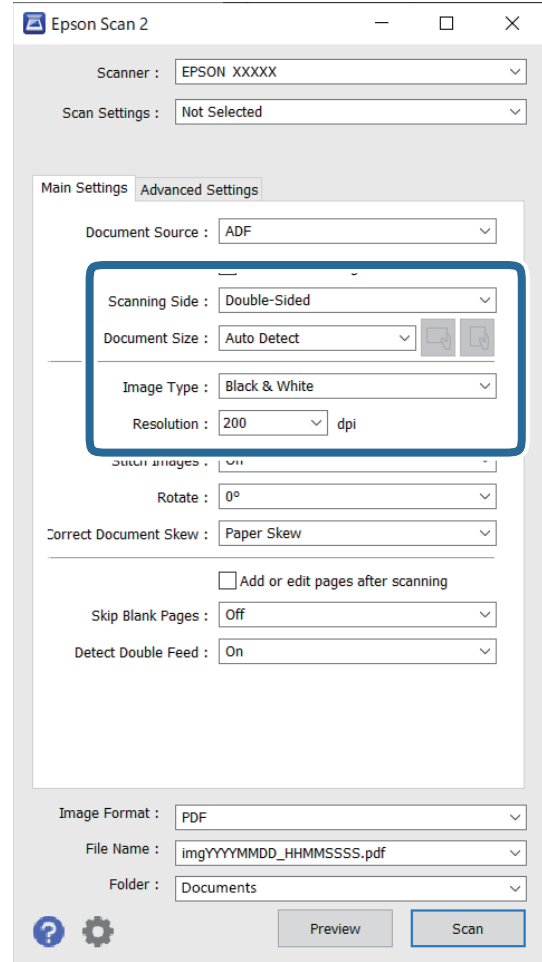 Epson Scan 2
Scanner : EPSON XXXXX
Scan Settings : Not Selected
Main Settings Advanced Settings
Document Source : ADF
Scanning Side : Double-Sided
Document Size : Auto Detect
Image Type : Black & White
Resolution : 200 dpi
Stitch Images : Off
Rotate : 0°
Correct Document Skew : Paper Skew
Add or edit pages after scanning
Skip Blank Pages : Off
Detect Double Feed : On
Image Format : PDF
File Name : imgYYYYMMDD_HHMMSSSS.pdf
Folder : Documents
? Preview Scan